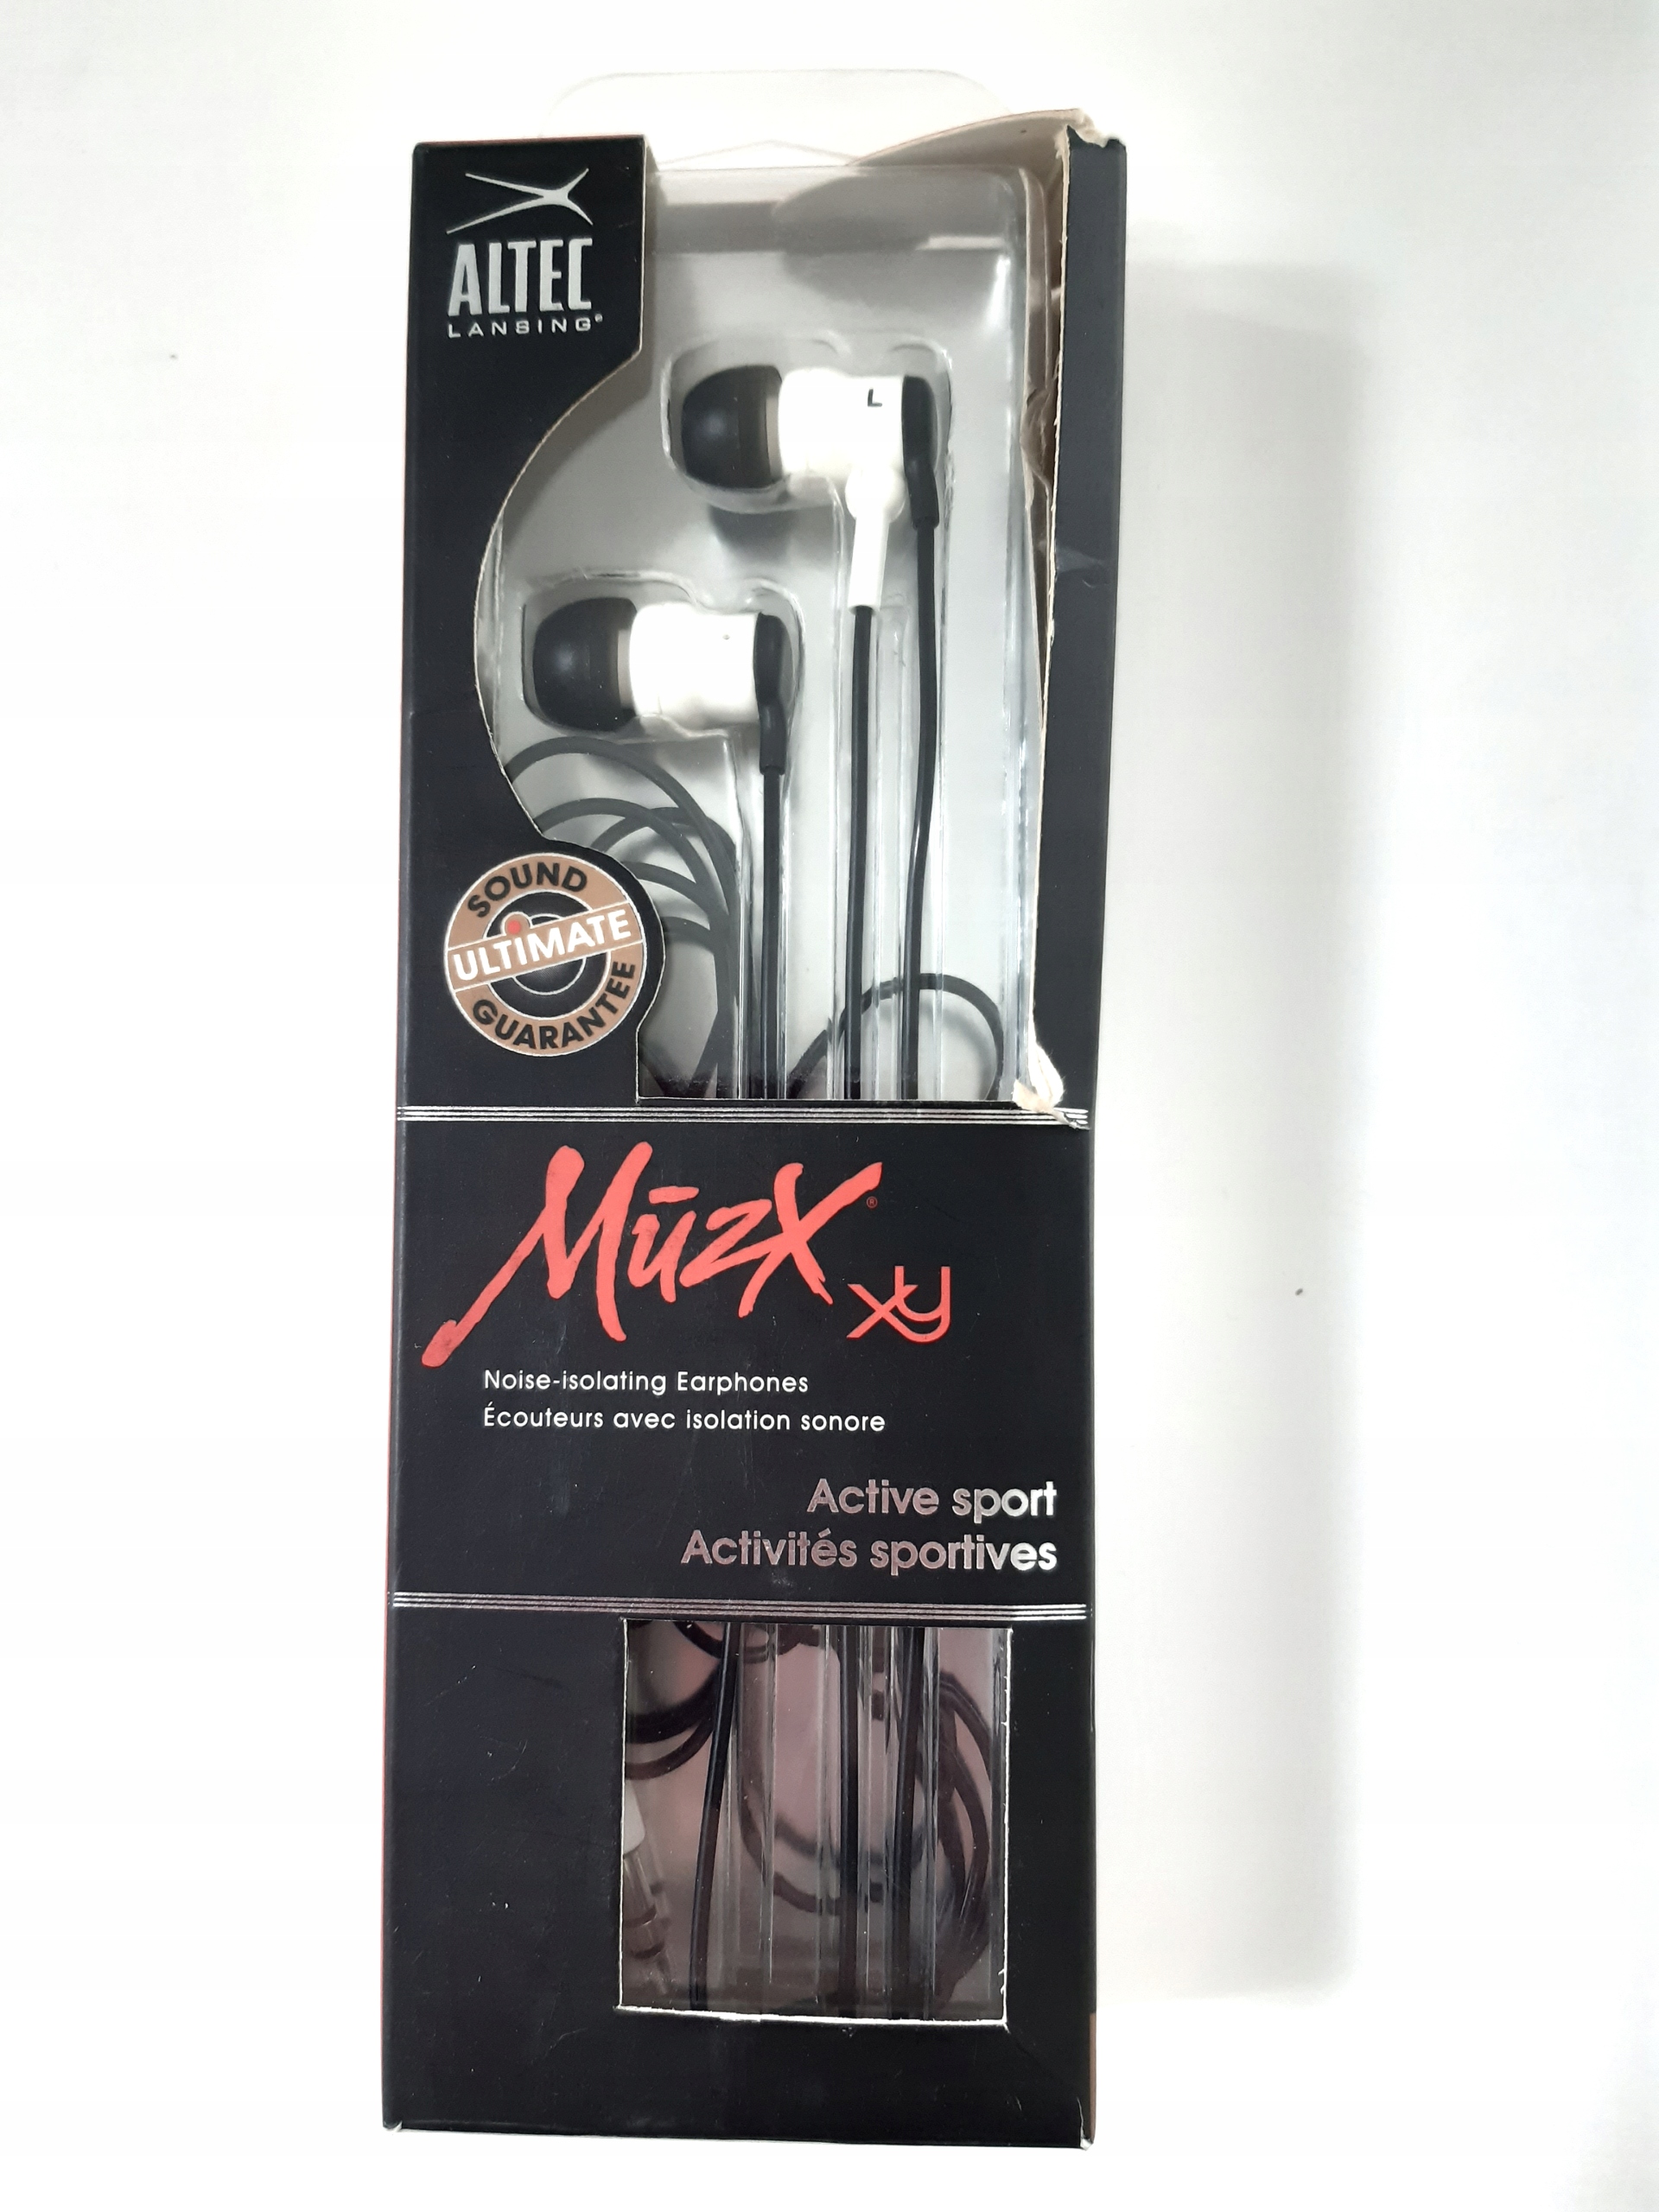 ALTEC
LANSING®
L
SOUND
ULTIMATE
GUARANTEE
MūzX®
xy
Noise-isolating Earphones
Écouteurs avec isolation sonore
Active sport
Activités sportives